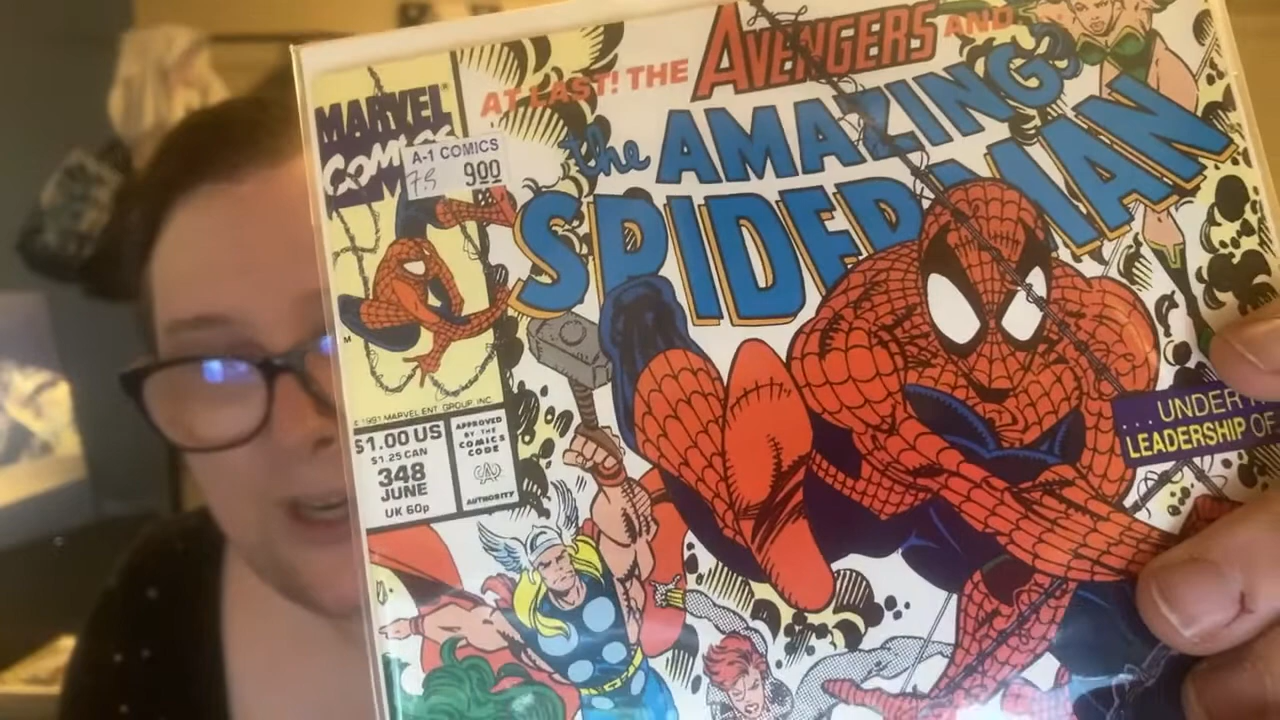 AT LAST! THE AVENGERS AND
the AMAZING
SPIDER-MAN
MARVEL
COMICS
A-1 COMICS
7.5 900
© 1991 MARVEL ENT. GROUP, INC.
$1.00 US
$1.25 CAN
348
JUNE
UK 60p
APPROVED
BY THE
COMICS
CODE
CA
AUTHORITY
... UNDER
LEADERSHIP OF